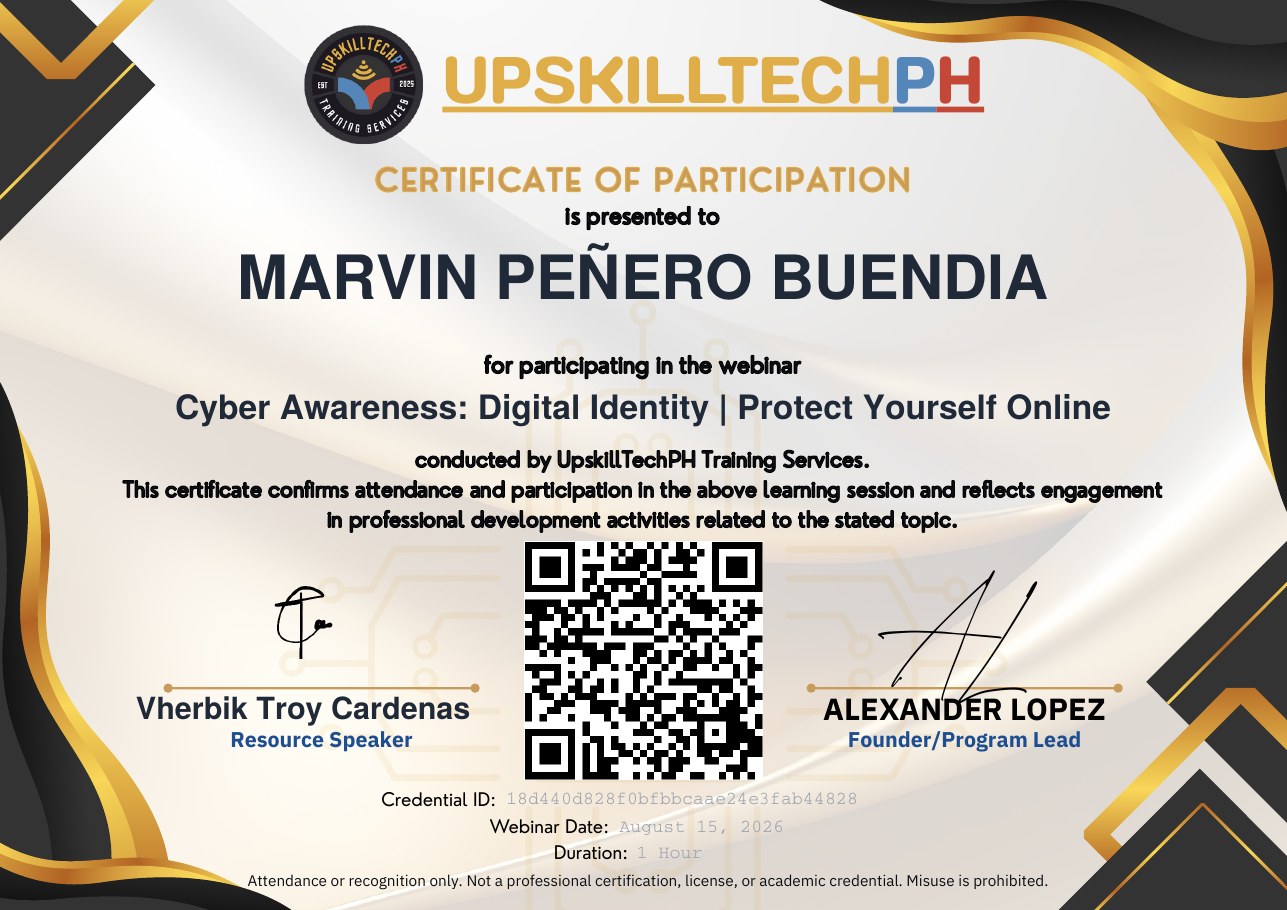 UPSKILLTECHPH
EST 2025
TRAINING SERVICES
UPSKILLTECHPH
CERTIFICATE OF PARTICIPATION
is presented to
MARVIN PEÑERO BUENDIA
for participating in the webinar
Cyber Awareness: Digital Identity | Protect Yourself Online
conducted by UpskillTechPH Training Services.
This certificate confirms attendance and participation in the above learning session and reflects engagement
in professional development activities related to the stated topic.
Vherbik Troy Cardenas
Resource Speaker
ALEXANDER LOPEZ
Founder/Program Lead
Credential ID: 18d440d828f0bfbbcaae24e3fab44828
Webinar Date: August 15, 2026
Duration: 1 Hour
Attendance or recognition only. Not a professional certification, license, or academic credential. Misuse is prohibited.